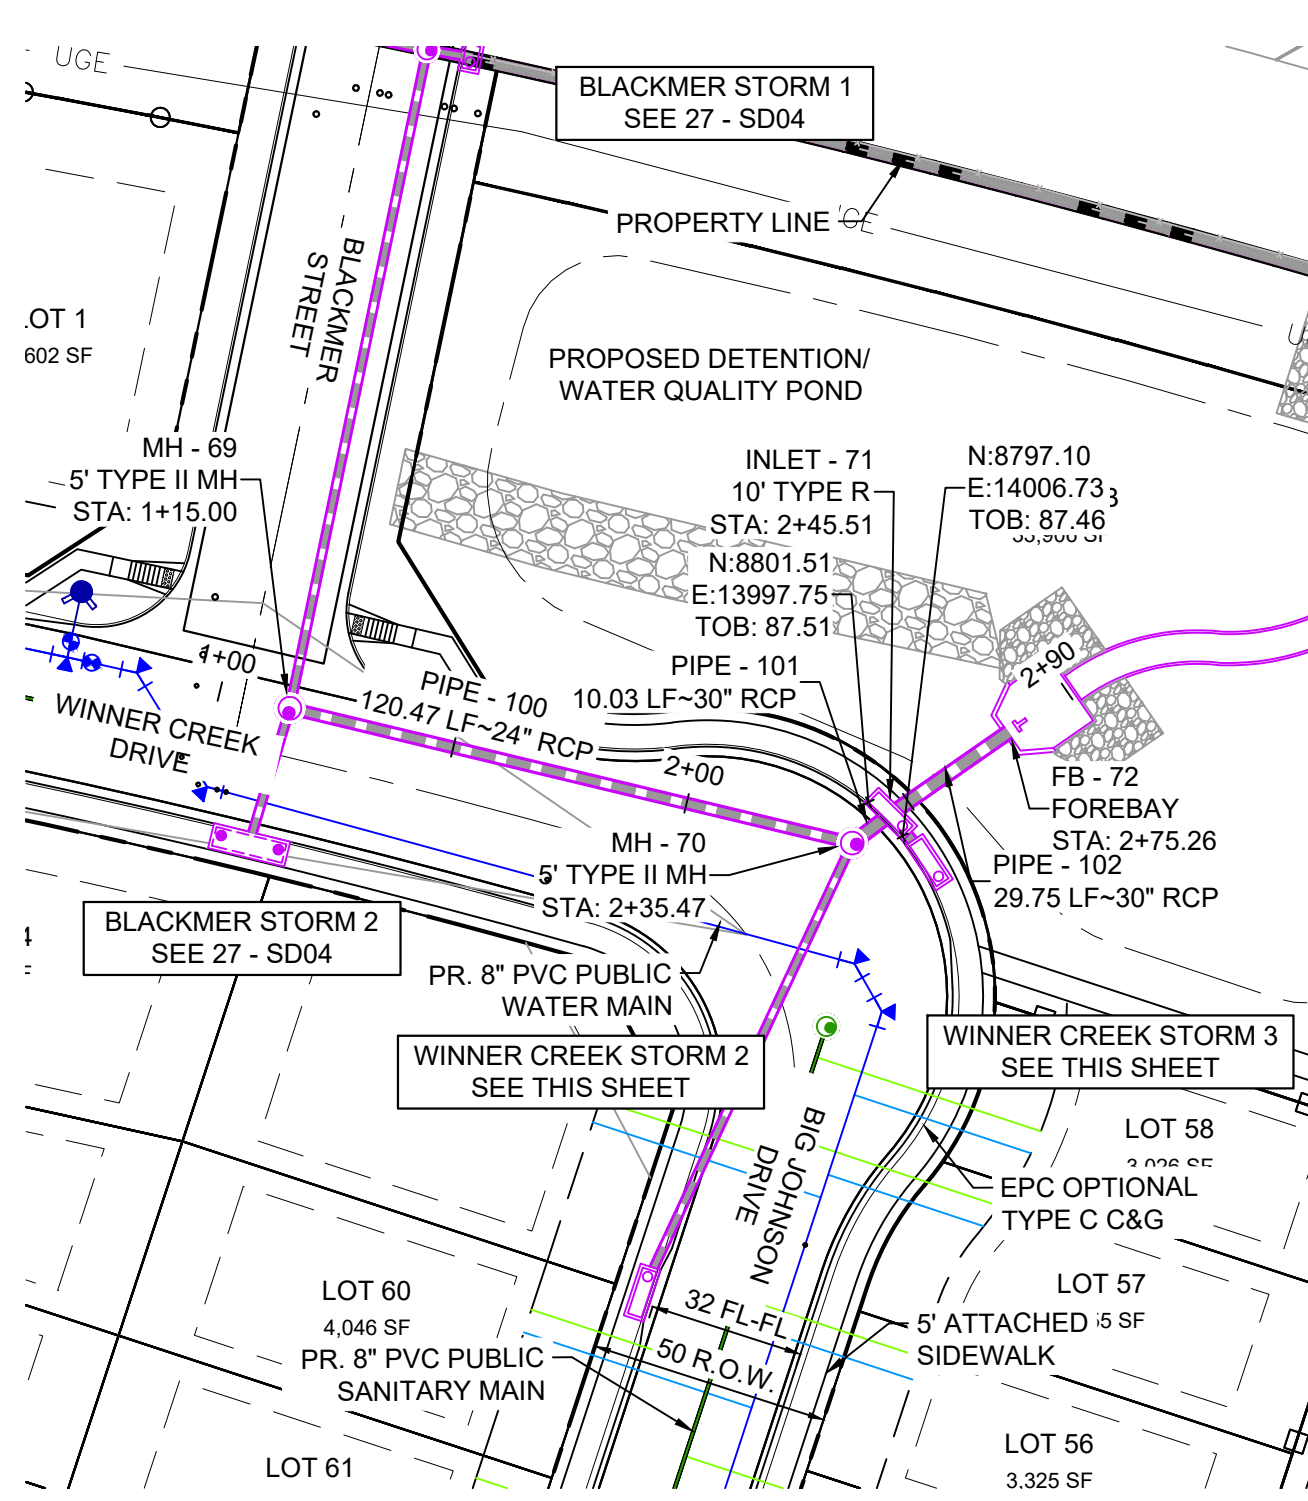 UGE
BLACKMER STORM 1
SEE 27 - SD04
PROPERTY LINE
BLACKMER
STREET
LOT 1
602 SF
PROPOSED DETENTION/
WATER QUALITY POND
MH - 69
5' TYPE II MH
STA: 1+15.00
INLET - 71
10' TYPE R
STA: 2+45.51
N:8797.10
E:14006.73
TOB: 87.46
N:8801.51
E:13997.75
TOB: 87.51
1+00
PIPE - 100
120.47 LF~24" RCP
PIPE - 101
10.03 LF~30" RCP
2+90
WINNER CREEK
DRIVE
2+00
FB - 72
FOREBAY
STA: 2+75.26
MH - 70
5' TYPE II MH
STA: 2+35.47
PIPE - 102
29.75 LF~30" RCP
BLACKMER STORM 2
SEE 27 - SD04
PR. 8" PVC PUBLIC
WATER MAIN
WINNER CREEK STORM 2
SEE THIS SHEET
WINNER CREEK STORM 3
SEE THIS SHEET
BIG JOHNSON
DRIVE
LOT 58
3,026 SF
EPC OPTIONAL
TYPE C C&G
LOT 60
4,046 SF
LOT 57
5 SF
32 FL-FL
5' ATTACHED
SIDEWALK
50 R.O.W.
PR. 8" PVC PUBLIC
SANITARY MAIN
LOT 61
LOT 56
3,325 SF